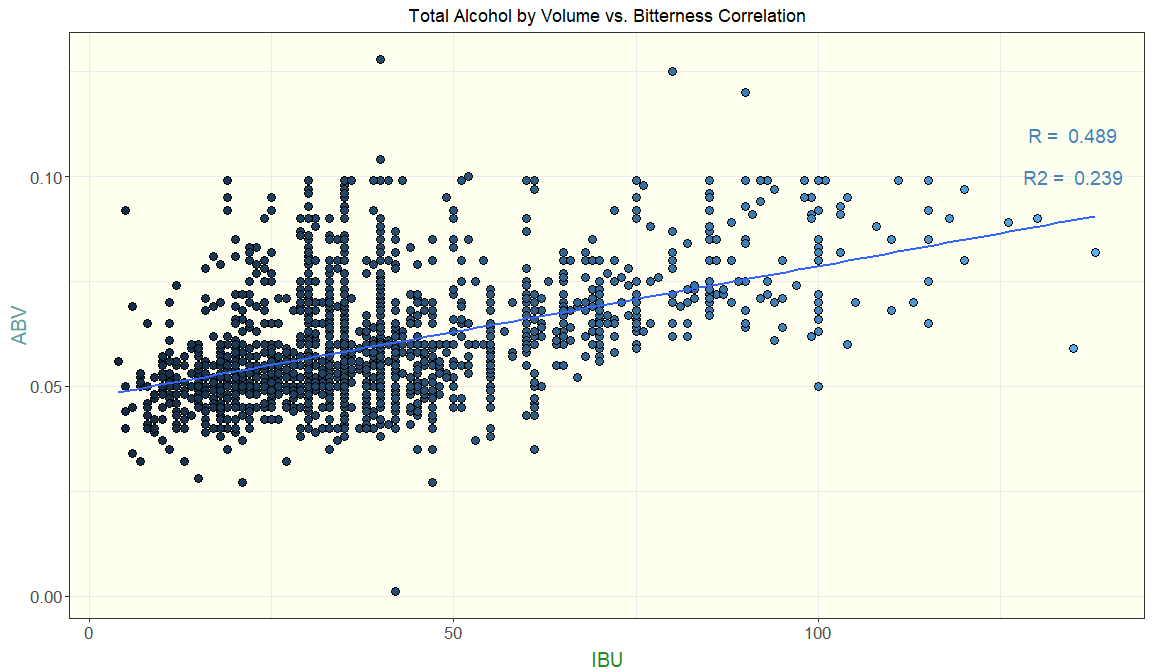 Total Alcohol by Volume vs. Bitterness Correlation
R =  0.489
R2 =  0.239
0.10
0.05
0.00
ABV
0
50
100
IBU